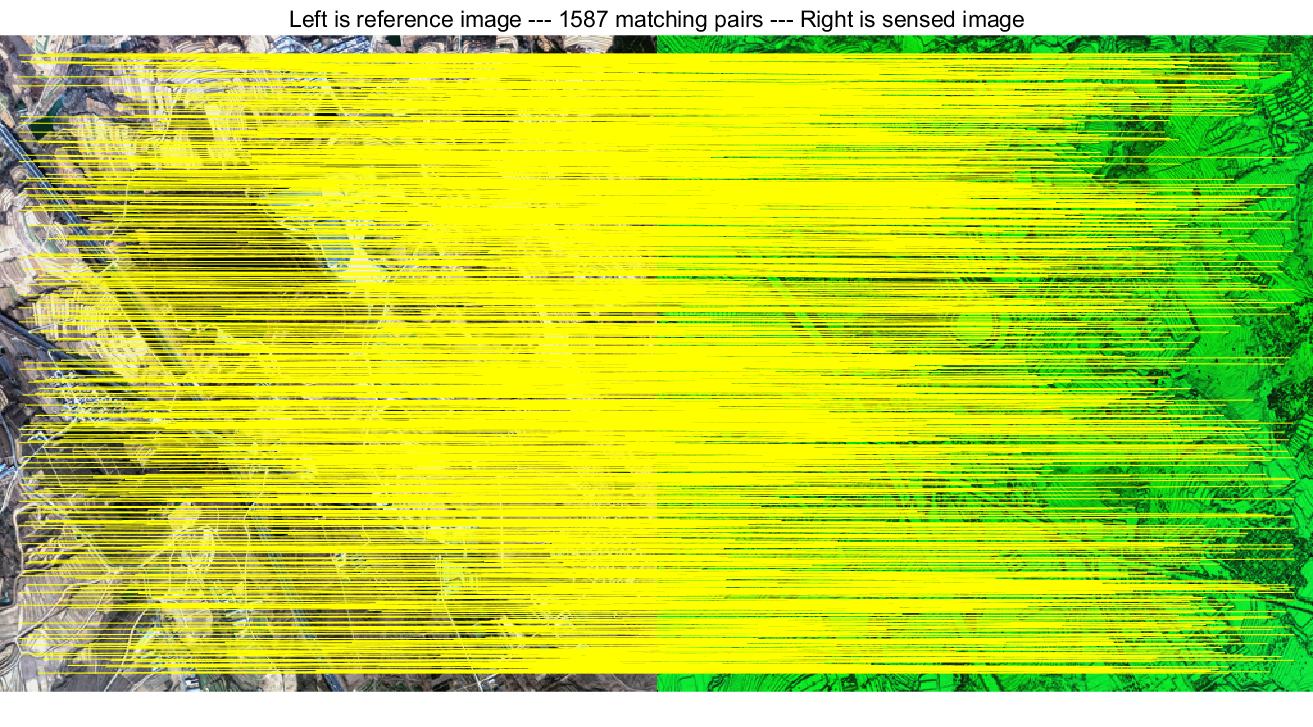 Left is reference image --- 1587 matching pairs --- Right is sensed image